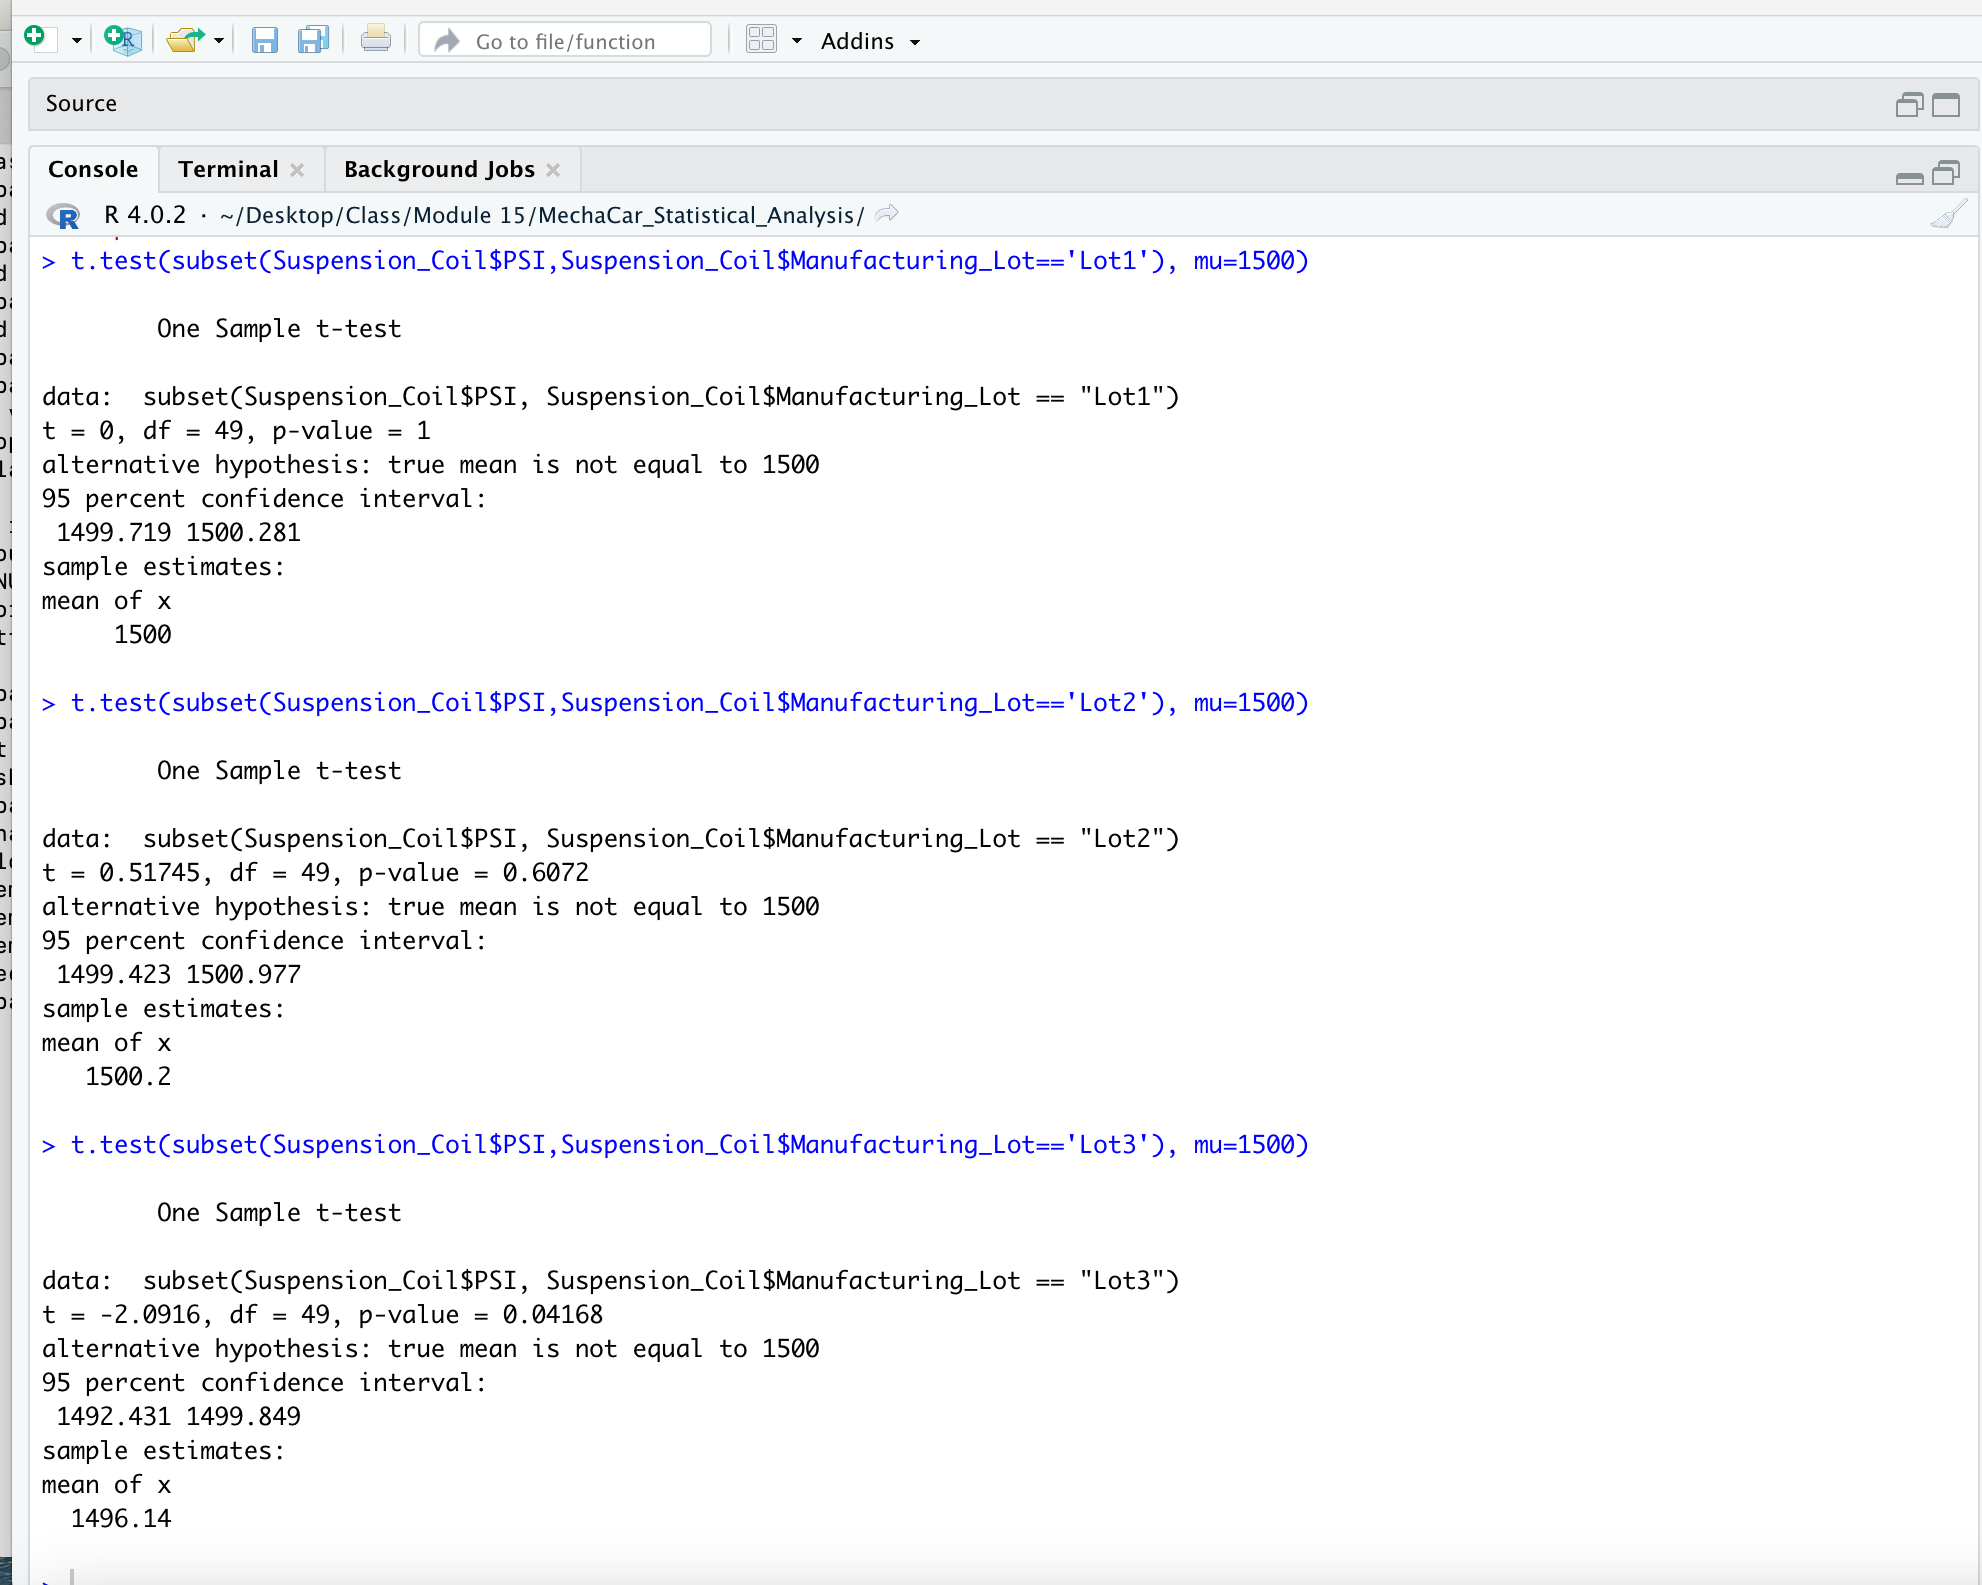 Go to file/function
Addins
Source
Console Terminal Background Jobs
R 4.0.2 · ~/Desktop/Class/Module 15/MechaCar_Statistical_Analysis/
> t.test(subset(Suspension_Coil$PSI,Suspension_Coil$Manufacturing_Lot=='Lot1'), mu=1500)
One Sample t-test
data:  subset(Suspension_Coil$PSI, Suspension_Coil$Manufacturing_Lot == "Lot1")
t = 0, df = 49, p-value = 1
alternative hypothesis: true mean is not equal to 1500
95 percent confidence interval:
1499.719 1500.281
sample estimates:
mean of x
1500
> t.test(subset(Suspension_Coil$PSI,Suspension_Coil$Manufacturing_Lot=='Lot2'), mu=1500)
One Sample t-test
data:  subset(Suspension_Coil$PSI, Suspension_Coil$Manufacturing_Lot == "Lot2")
t = 0.51745, df = 49, p-value = 0.6072
alternative hypothesis: true mean is not equal to 1500
95 percent confidence interval:
1499.423 1500.977
sample estimates:
mean of x
1500.2
> t.test(subset(Suspension_Coil$PSI,Suspension_Coil$Manufacturing_Lot=='Lot3'), mu=1500)
One Sample t-test
data:  subset(Suspension_Coil$PSI, Suspension_Coil$Manufacturing_Lot == "Lot3")
t = -2.0916, df = 49, p-value = 0.04168
alternative hypothesis: true mean is not equal to 1500
95 percent confidence interval:
1492.431 1499.849
sample estimates:
mean of x
1496.14